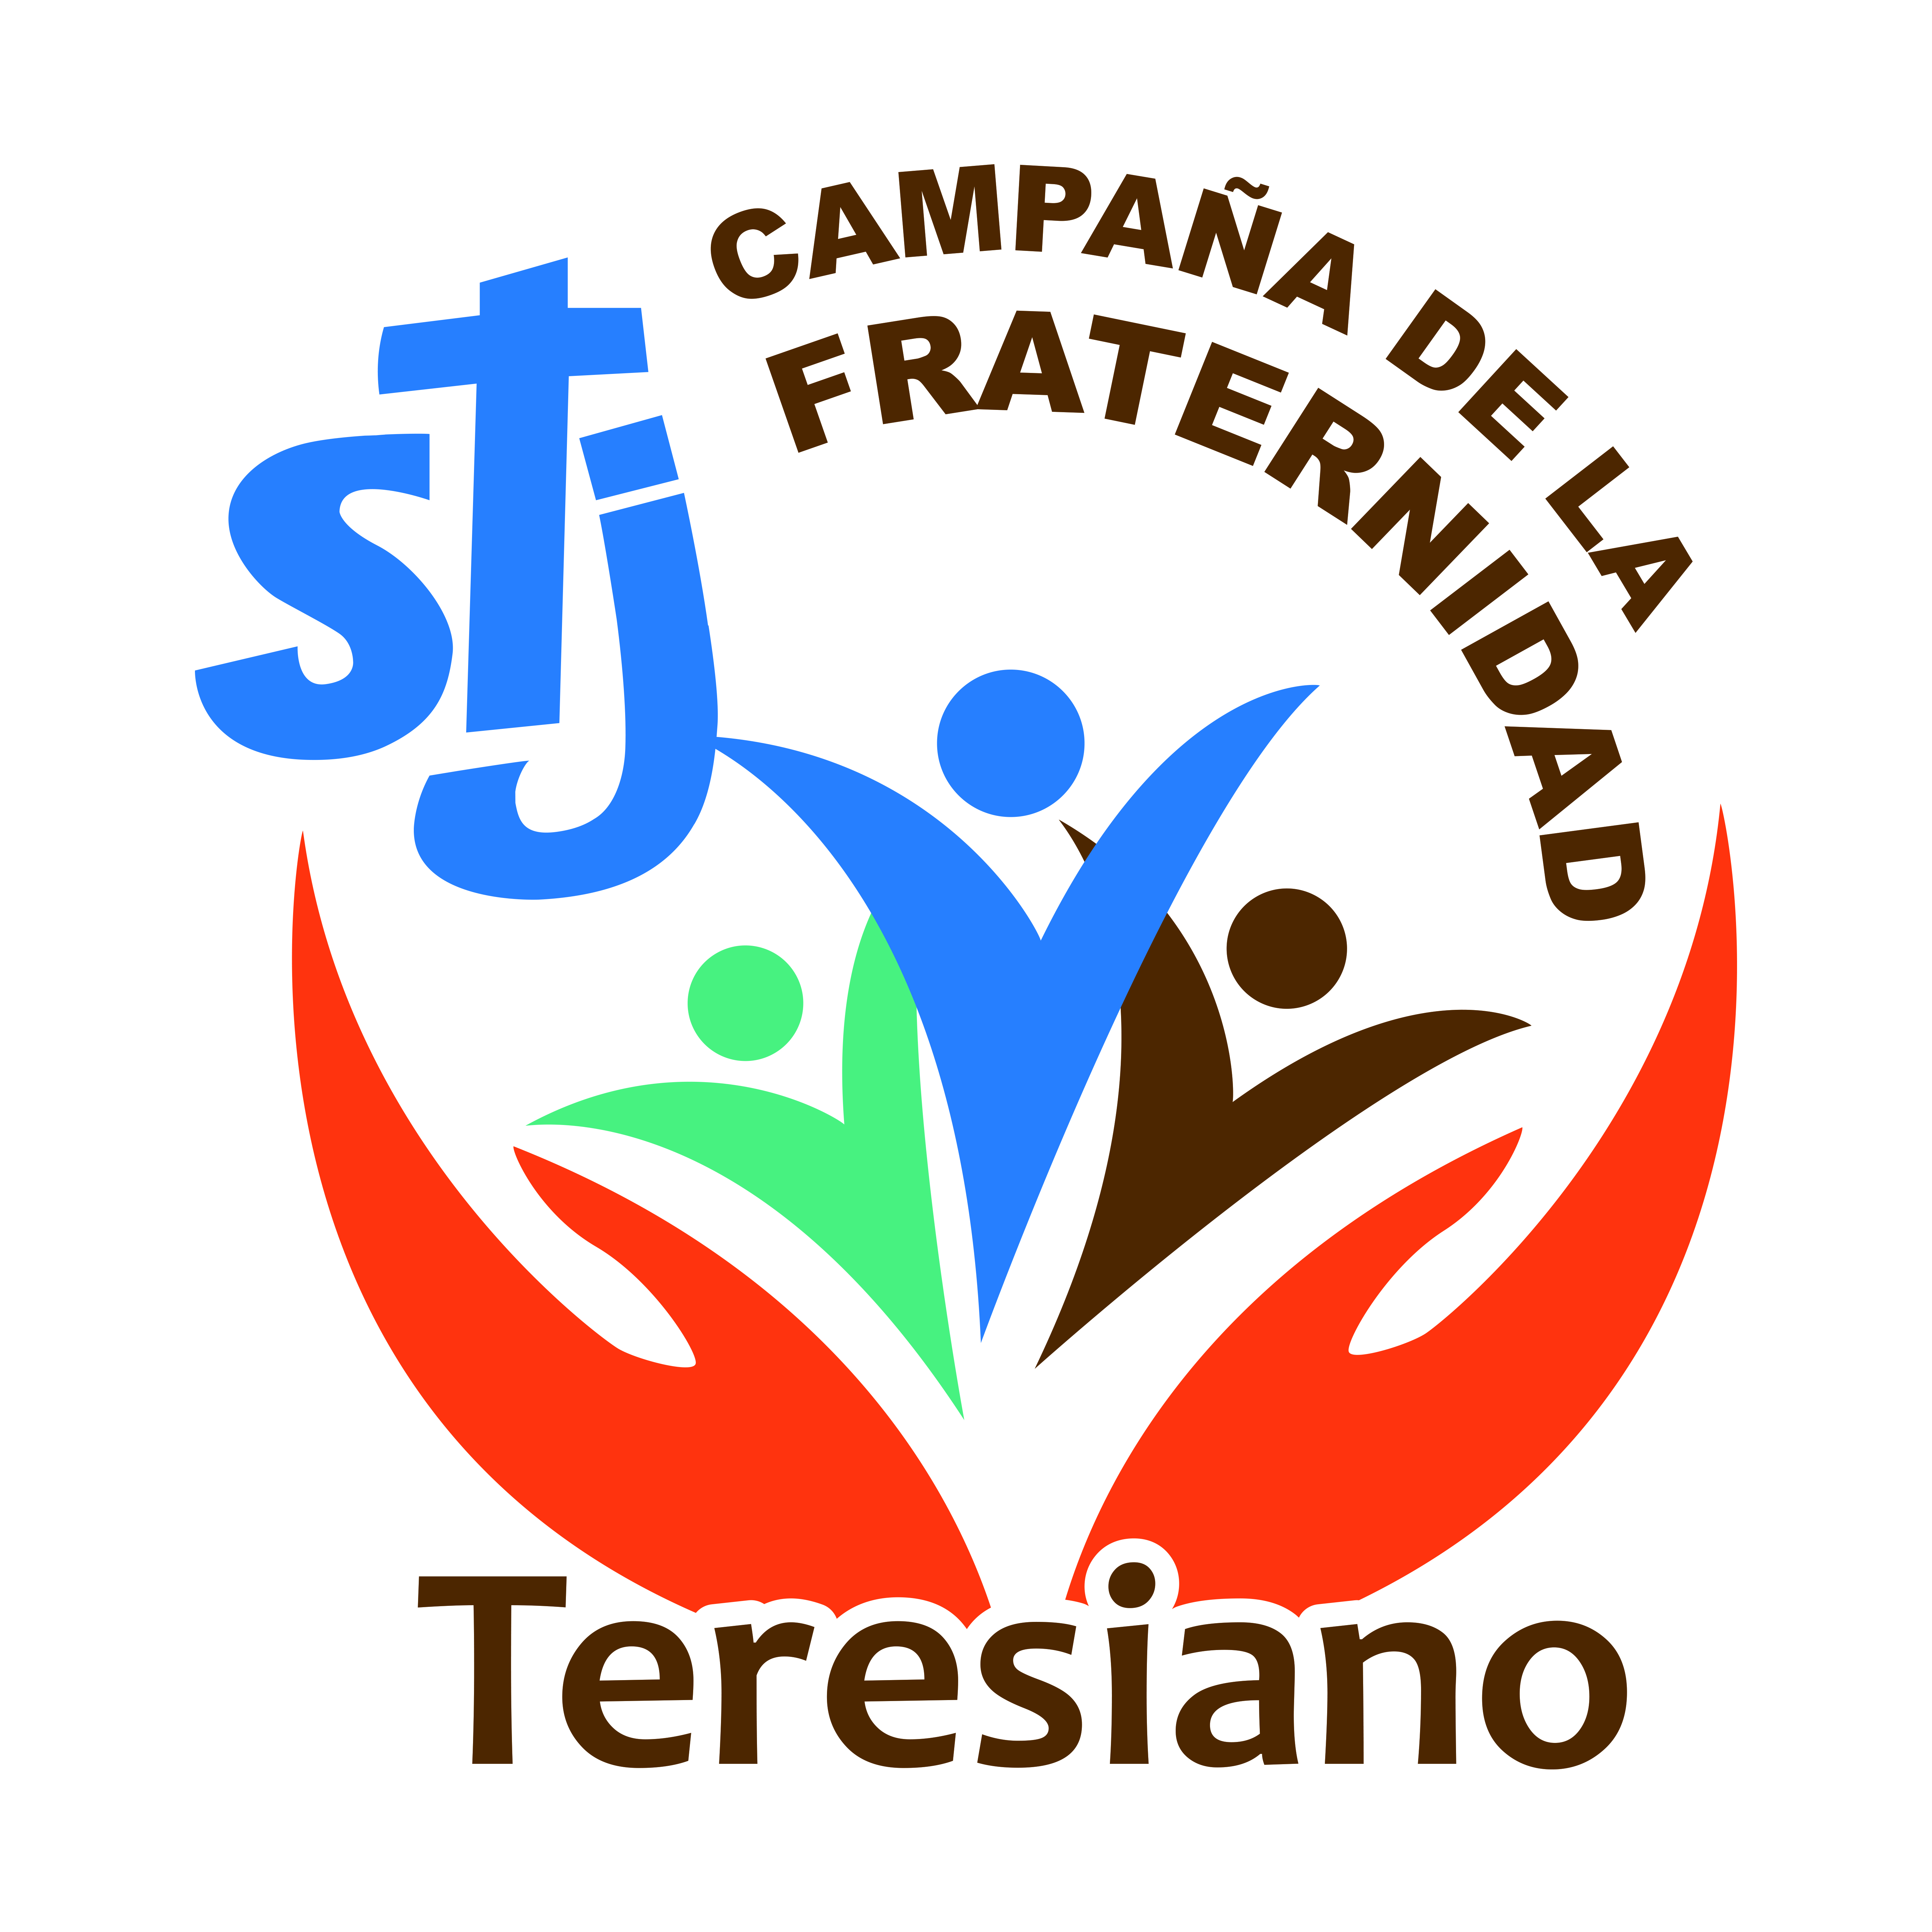 CAMPAÑA DE LA
FRATERNIDAD
stj
Teresiano